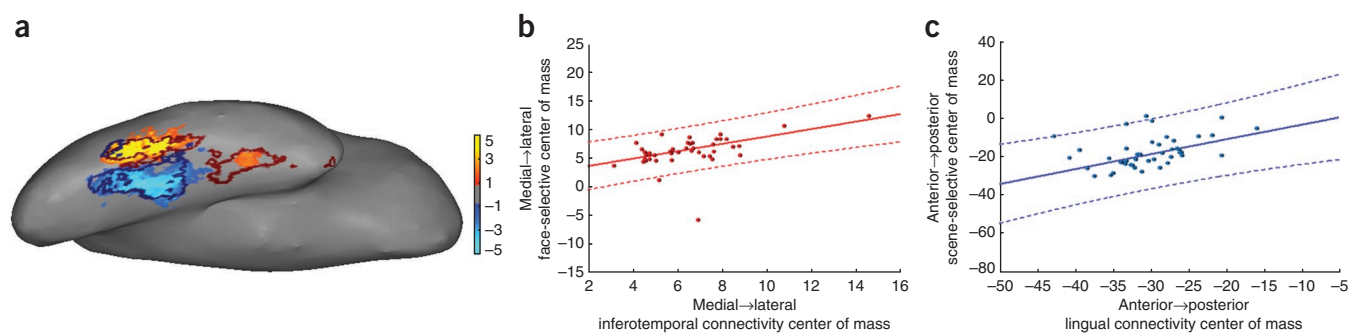 a
5
3
1
−1
−3
−5
b
Medial→lateral
face-selective center of mass
25
20
15
10
5
0
−5
−10
−15
2 4 6 8 10 12 14 16
Medial→lateral
inferotemporal connectivity center of mass
c
Anterior→posterior
scene-selective center of mass
40
20
0
−20
−40
−60
−80
−50 −45 −40 −35 −30 −25 −20 −15 −10 −5
Anterior→posterior
lingual connectivity center of mass